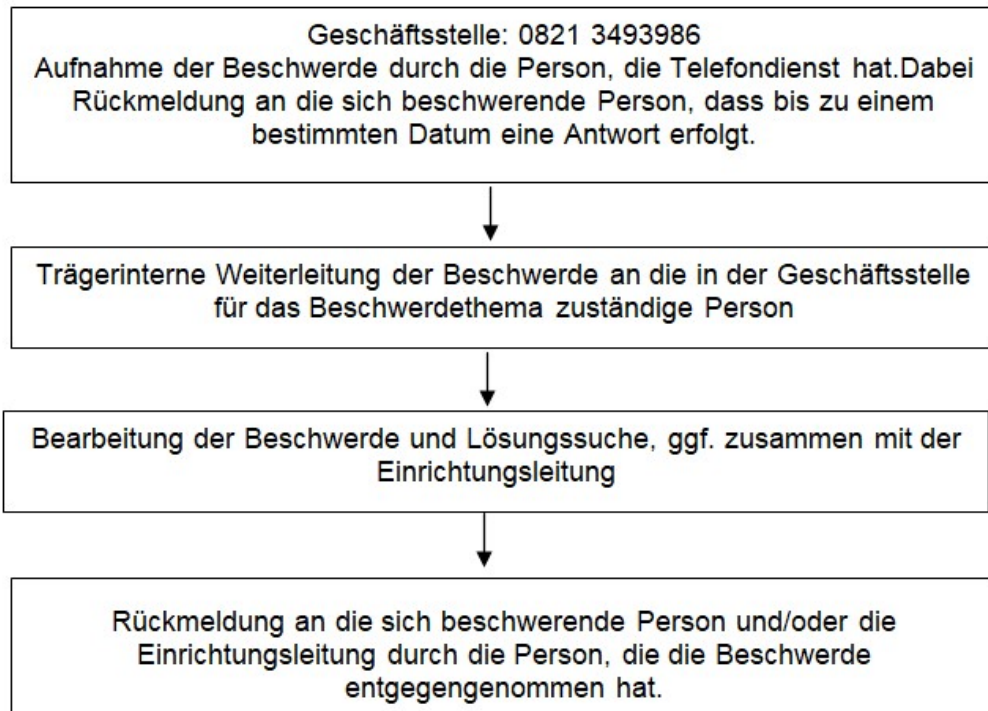 Geschäftsstelle: 0821 3493986
Aufnahme der Beschwerde durch die Person, die Telefondienst hat.Dabei
Rückmeldung an die sich beschwerende Person, dass bis zu einem
bestimmten Datum eine Antwort erfolgt.
Trägerinterne Weiterleitung der Beschwerde an die in der Geschäftsstelle
für das Beschwerdethema zuständige Person
Bearbeitung der Beschwerde und Lösungssuche, ggf. zusammen mit der
Einrichtungsleitung
Rückmeldung an die sich beschwerende Person und/oder die
Einrichtungsleitung durch die Person, die die Beschwerde
entgegengenommen hat.